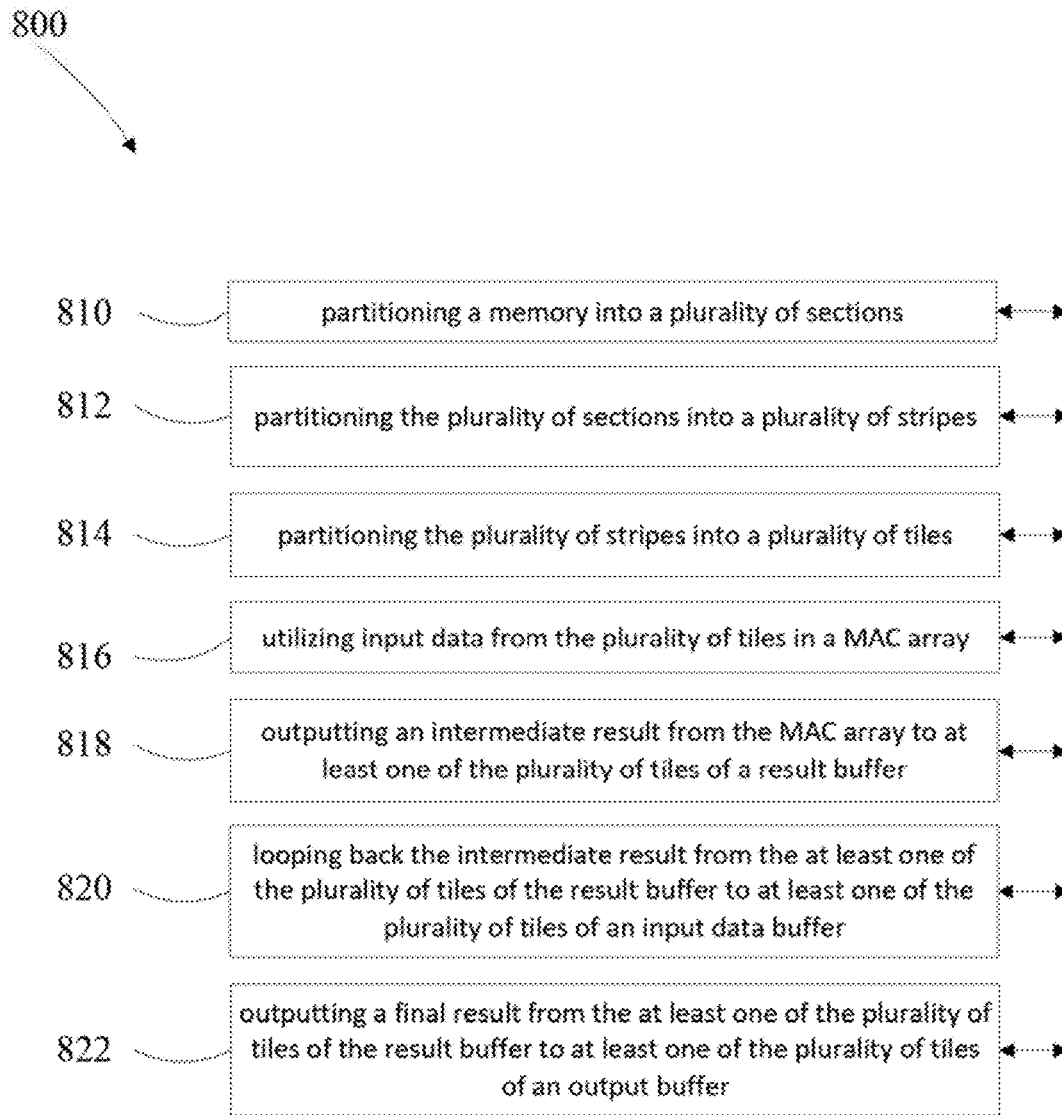 800
810
partitioning a memory into a plurality of sections
812
partitioning the plurality of sections into a plurality of stripes
814
partitioning the plurality of stripes into a plurality of tiles
816
utilizing input data from the plurality of tiles in a MAC array
818
outputting an intermediate result from the MAC array to at
least one of the plurality of tiles of a result buffer
820
looping back the intermediate result from the at least one of
the plurality of tiles of the result buffer to at least one of the
plurality of tiles of an input data buffer
822
outputting a final result from the at least one of the plurality of
tiles of the result buffer to at least one of the plurality of tiles
of an output buffer